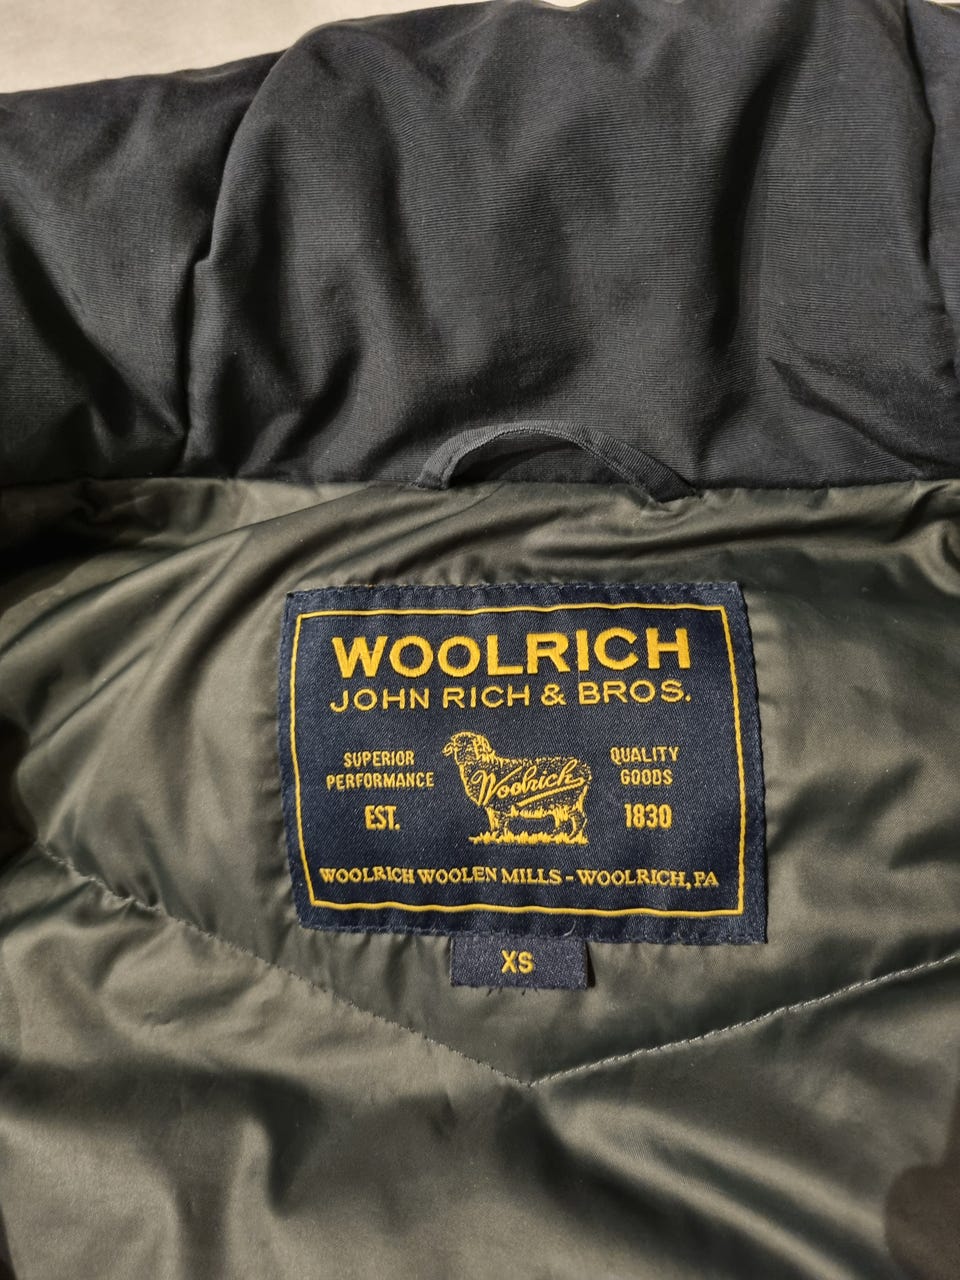 WOOLRICH
JOHN RICH & BROS.
SUPERIOR
PERFORMANCE
EST.
Woolrich
QUALITY
GOODS
1830
WOOLRICH WOOLEN MILLS - WOOLRICH, PA
XS